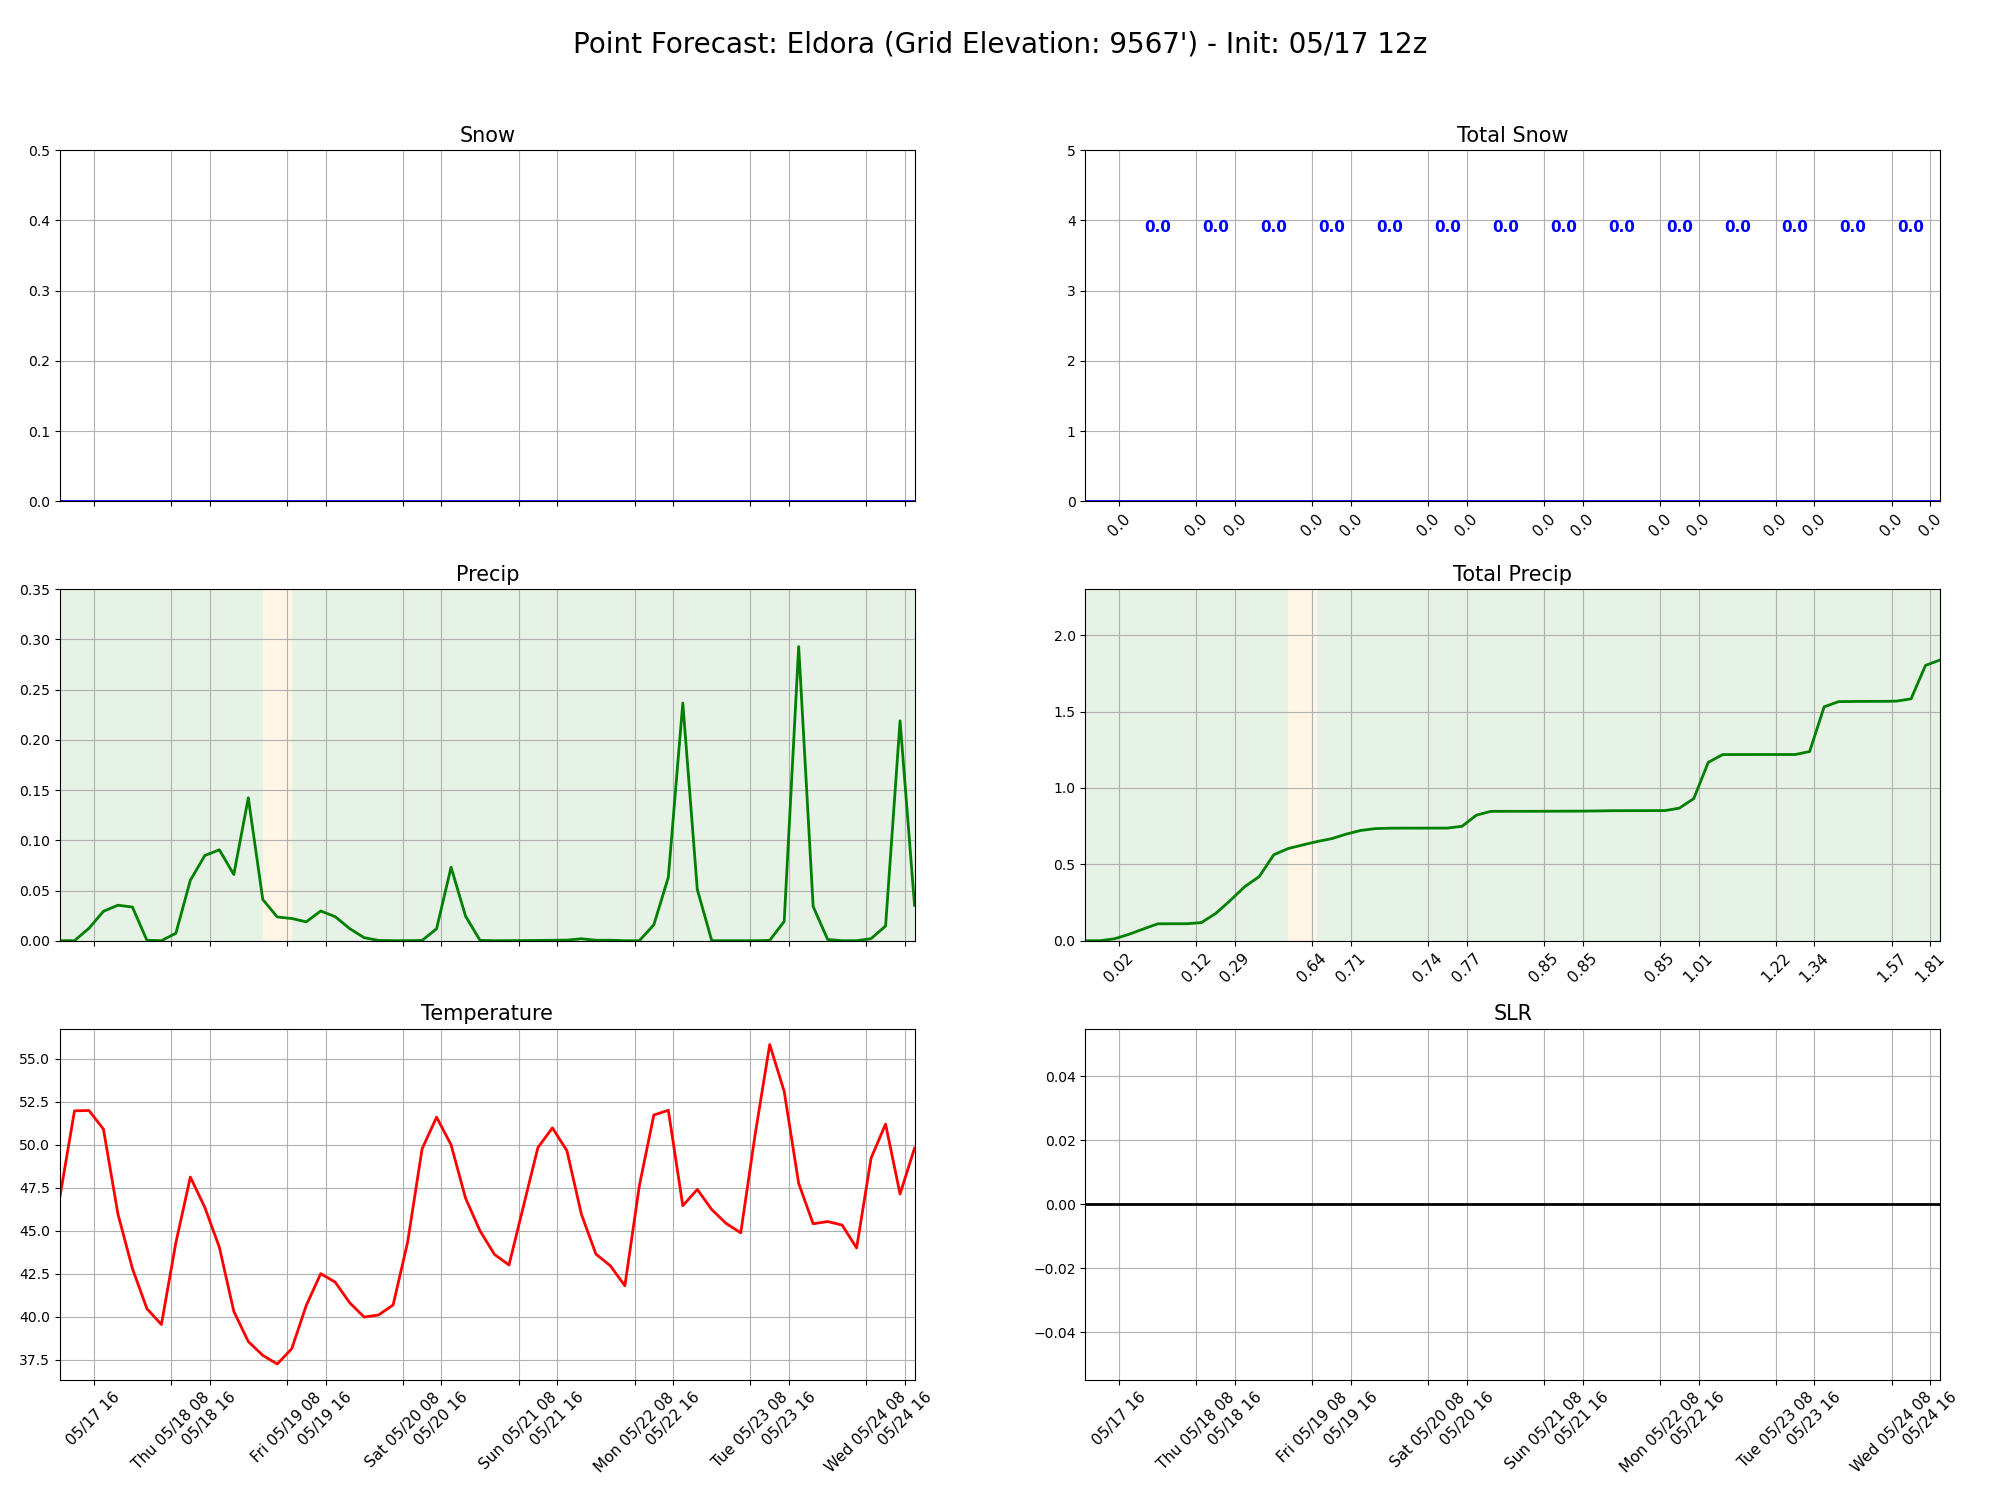 Point Forecast: Eldora (Grid Elevation: 9567') - Init: 05/17 12z
Snow
0.5
0.4
0.3
0.2
0.1
0.0
Total Snow
5
4
3
2
1
0
0.0 0.0 0.0 0.0 0.0 0.0 0.0 0.0 0.0 0.0 0.0 0.0 0.0 0.0
0.0 0.0 0.0 0.0 0.0 0.0 0.0 0.0 0.0 0.0 0.0 0.0 0.0 0.0 0.0
Precip
0.35
0.30
0.25
0.20
0.15
0.10
0.05
0.00
Total Precip
2.0
1.5
1.0
0.5
0.0
0.02 0.12 0.29 0.64 0.71 0.74 0.77 0.85 0.85 0.85 1.01 1.22 1.34 1.57 1.81
Temperature
55.0
52.5
50.0
47.5
45.0
42.5
40.0
37.5
05/17 16
Thu 05/18 08
05/18 16
Fri 05/19 08
05/19 16
Sat 05/20 08
05/20 16
Sun 05/21 08
05/21 16
Mon 05/22 08
05/22 16
Tue 05/23 08
05/23 16
Wed 05/24 08
05/24 16
SLR
0.04
0.02
0.00
−0.02
−0.04
05/17 16
Thu 05/18 08
05/18 16
Fri 05/19 08
05/19 16
Sat 05/20 08
05/20 16
Sun 05/21 08
05/21 16
Mon 05/22 08
05/22 16
Tue 05/23 08
05/23 16
Wed 05/24 08
05/24 16